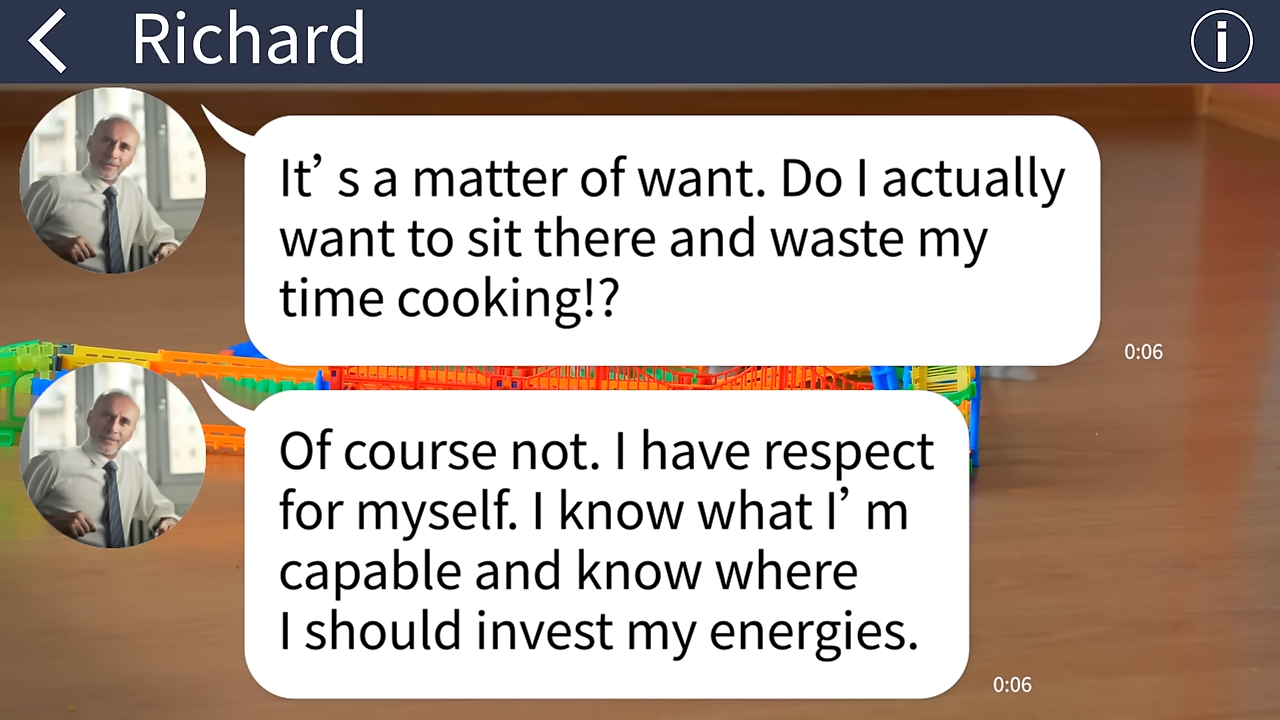 Richard
It’ s a matter of want. Do I actually
want to sit there and waste my
time cooking!?
0:06
Of course not. I have respect
for myself. I know what I’ m
capable and know where
I should invest my energies.
0:06